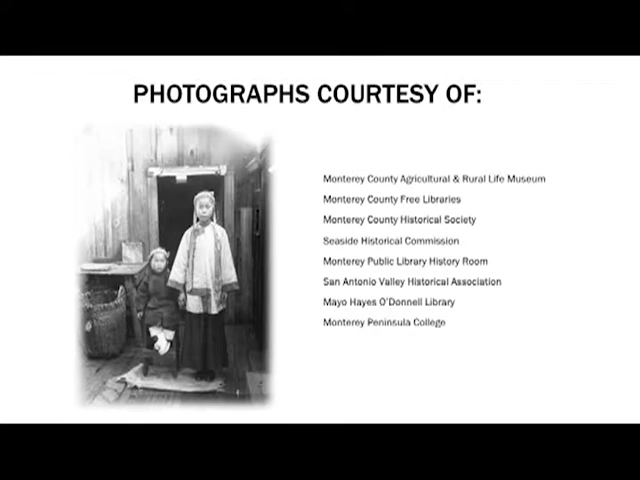 PHOTOGRAPHS COURTESY OF:
Monterey County Agricultural & Rural Life Museum
Monterey County Free Libraries
Monterey County Historical Society
Seaside Historical Commission
Monterey Public Library History Room
San Antonio Valley Historical Association
Mayo Hayes O'Donnell Library
Monterey Peninsula College